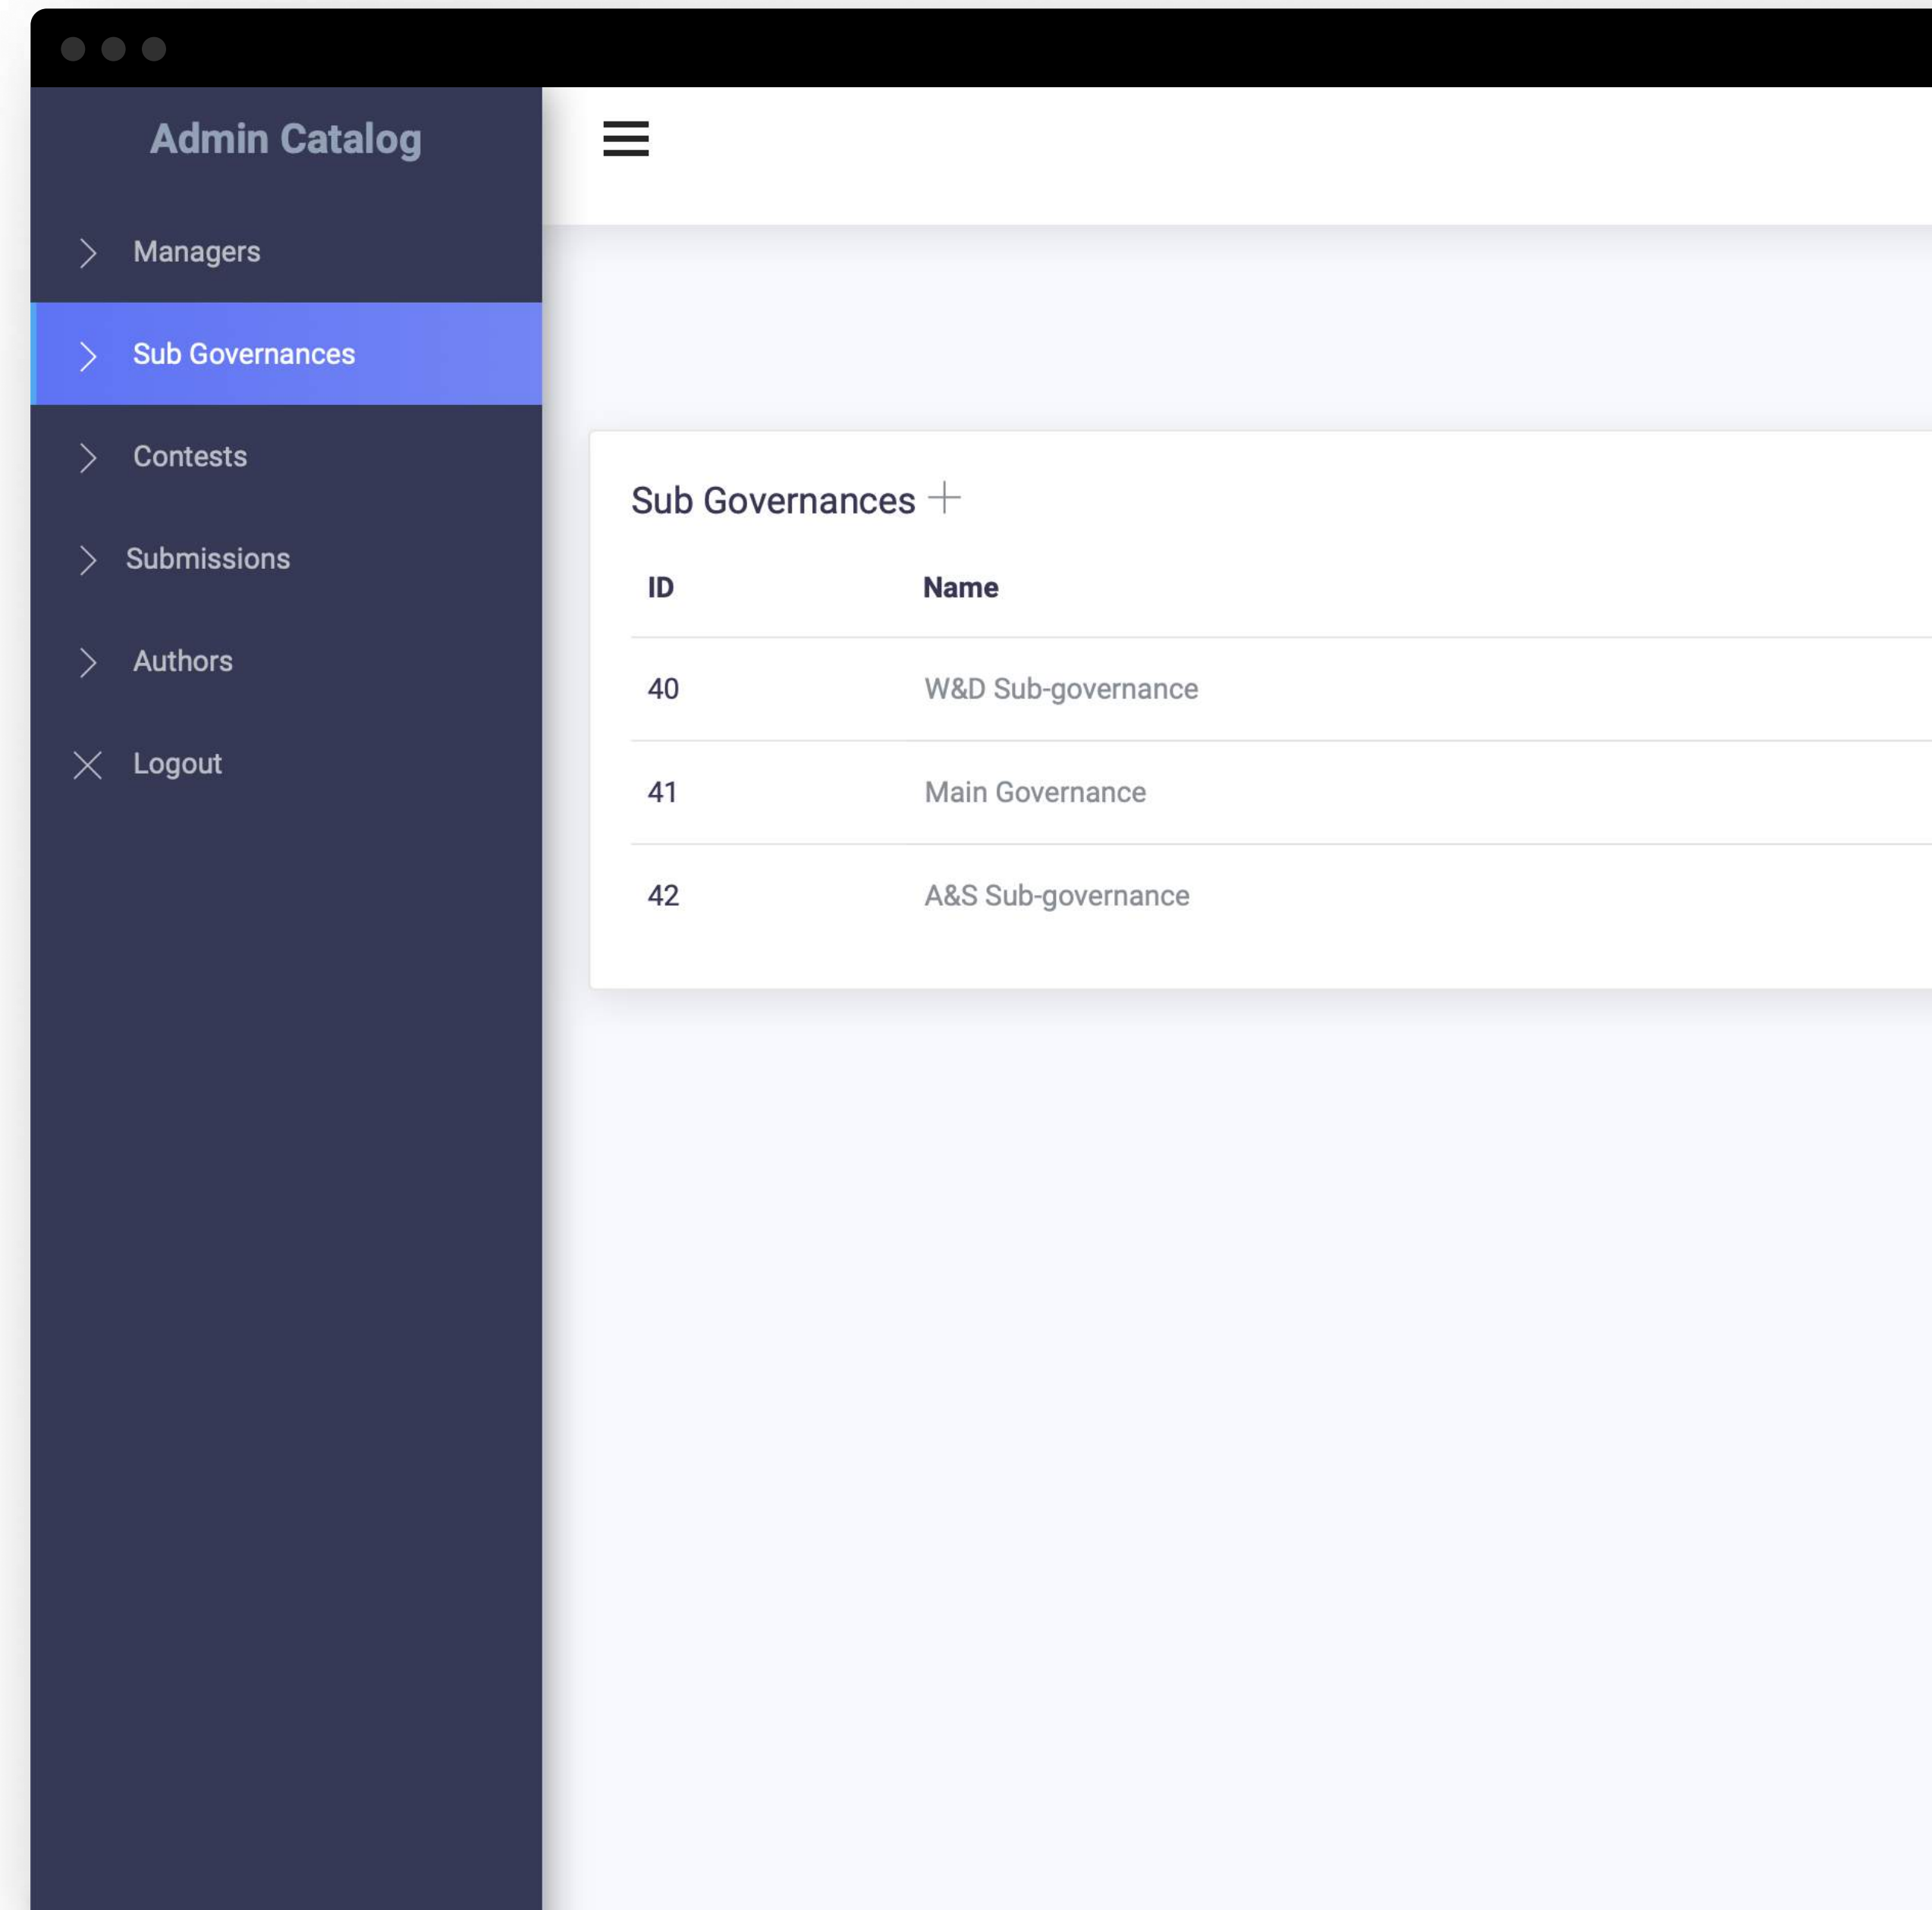 Admin Catalog
Managers
Sub Governances
Contests
Submissions
Authors
Logout
Sub Governances
ID Name
40 W&D Sub-governance
41 Main Governance
42 A&S Sub-governance